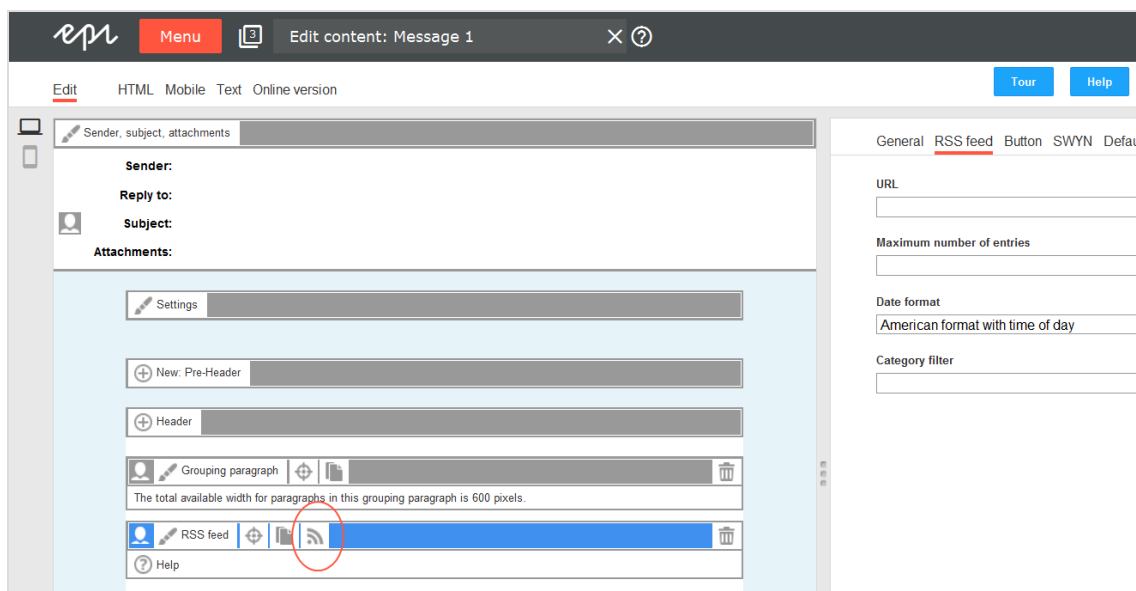 epi Menu 3 Edit content: Message 1
Edit HTML Mobile Text Online version Tour Help
Sender, subject, attachments
Sender:
Reply to:
Subject:
Attachments:
Settings
New: Pre-Header
Header
Grouping paragraph
The total available width for paragraphs in this grouping paragraph is 600 pixels.
RSS feed
? Help
General RSS feed Button SWYN Defau
URL
Maximum number of entries
Date format
American format with time of day
Category filter